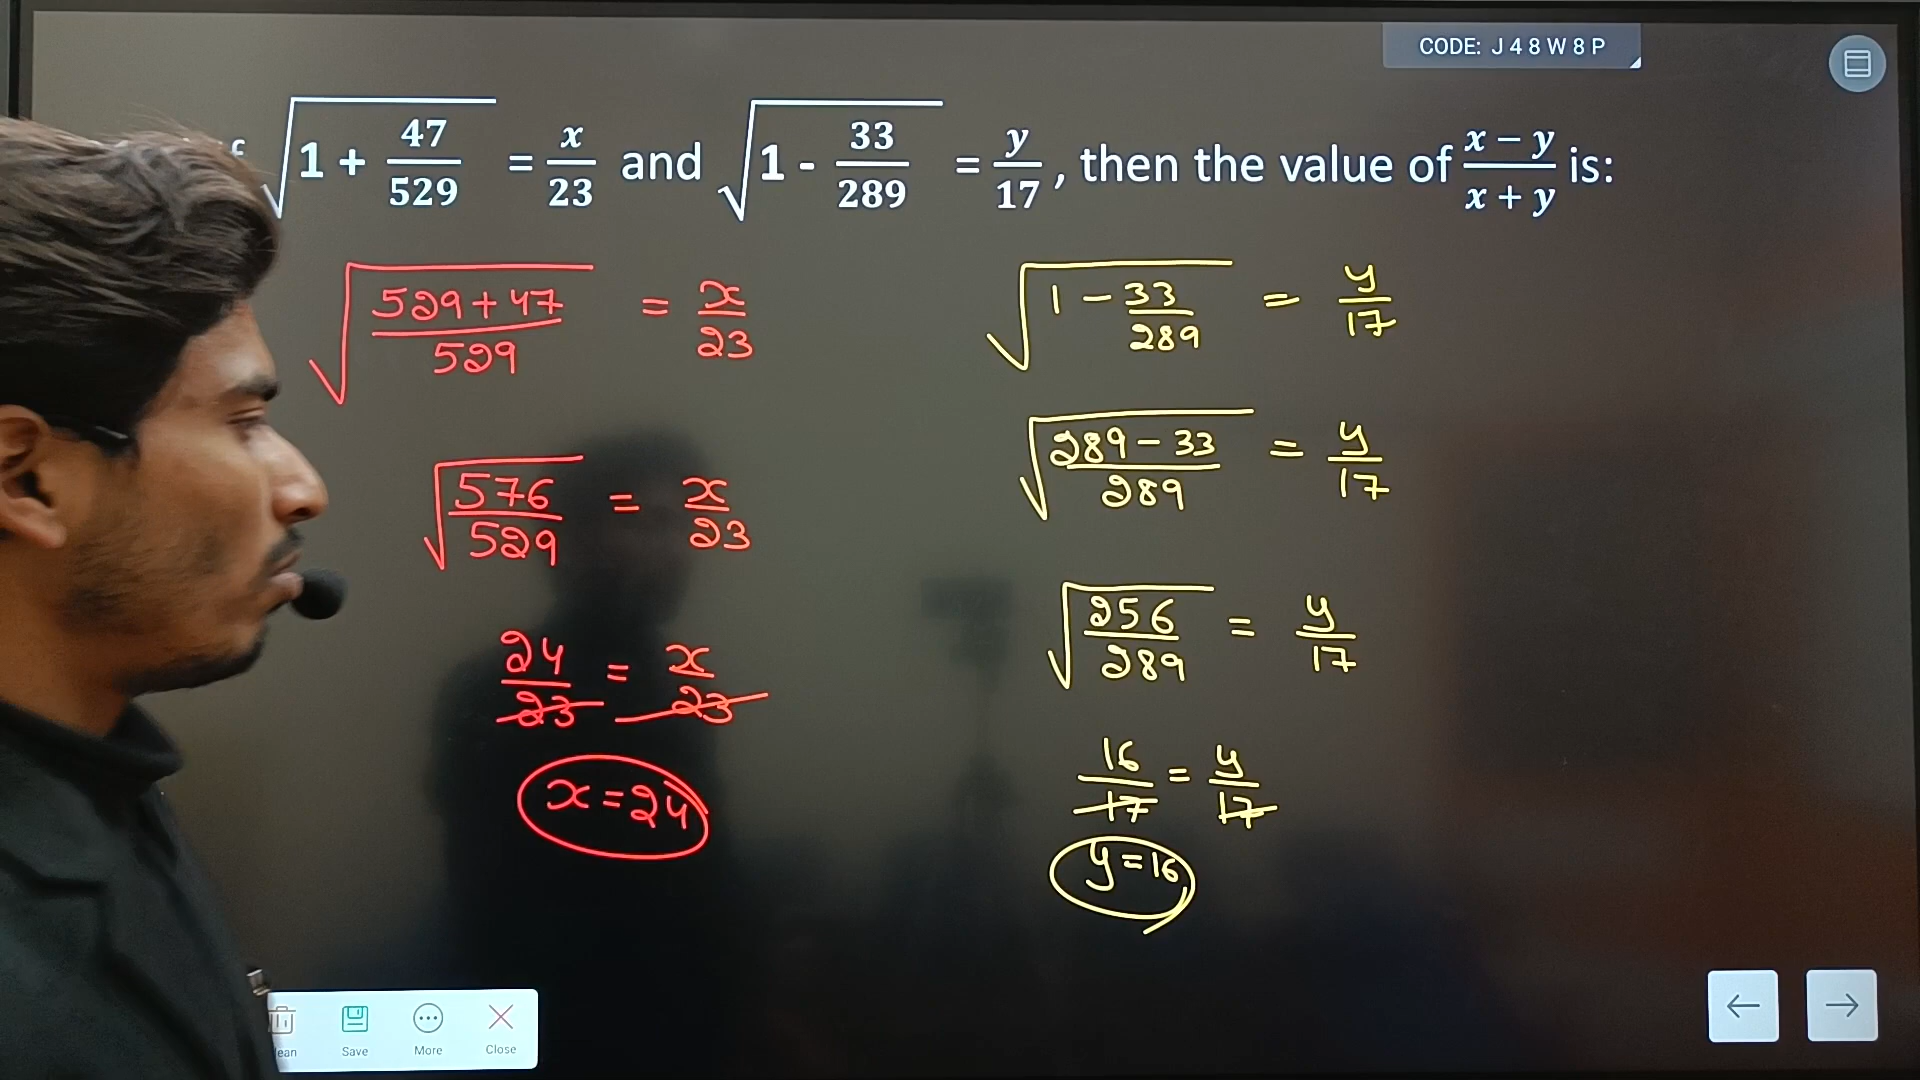 CODE: J 4 8 W 8 P
√(1 + 47/529) = x/23 and √(1 - 33/289) = y/17, then the value of (x − y)/(x + y) is:
√((529+47)/529) = x/23
√(576/529) = x/23
24/23 = x/23
x=24
√(1 − 33/289) = y/17
√((289−33)/289) = y/17
√(256/289) = y/17
16/17 = y/17
y=16
Save More Close